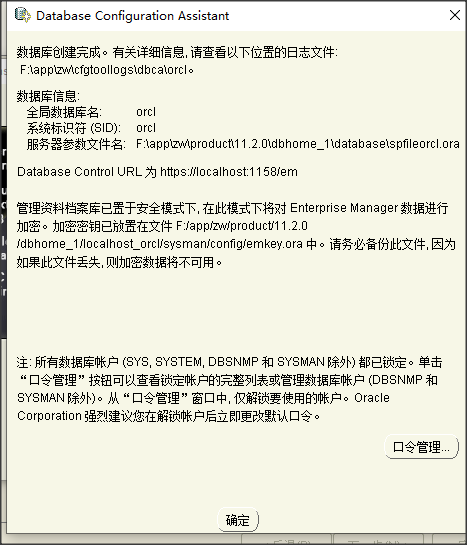 Database Configuration Assistant
数据库创建完成。有关详细信息, 请查看以下位置的日志文件:
F:\app\zw\cfgtoollogs\dbca\orcl。
数据库信息:
全局数据库名: orcl
系统标识符 (SID): orcl
服务器参数文件名: F:\app\zw\product\11.2.0\dbhome_1\database\spfileorcl.ora
Database Control URL 为 https://localhost:1158/em
管理资料档案库已置于安全模式下, 在此模式下将对 Enterprise Manager 数据进行
加密。加密密钥已放置在文件 F:/app/zw/product/11.2.0
/dbhome_1/localhost_orcl/sysman/config/emkey.ora 中。请务必备份此文件, 因为
如果此文件丢失, 则加密数据将不可用。
注: 所有数据库帐户 (SYS, SYSTEM, DBSNMP 和 SYSMAN 除外) 都已锁定。单击
“口令管理”按钮可以查看锁定帐户的完整列表或管理数据库帐户 (DBSNMP 和
SYSMAN 除外)。从“口令管理”窗口中, 仅解锁要使用的帐户。Oracle
Corporation 强烈建议您在解锁帐户后立即更改默认口令。
口令管理...
确定